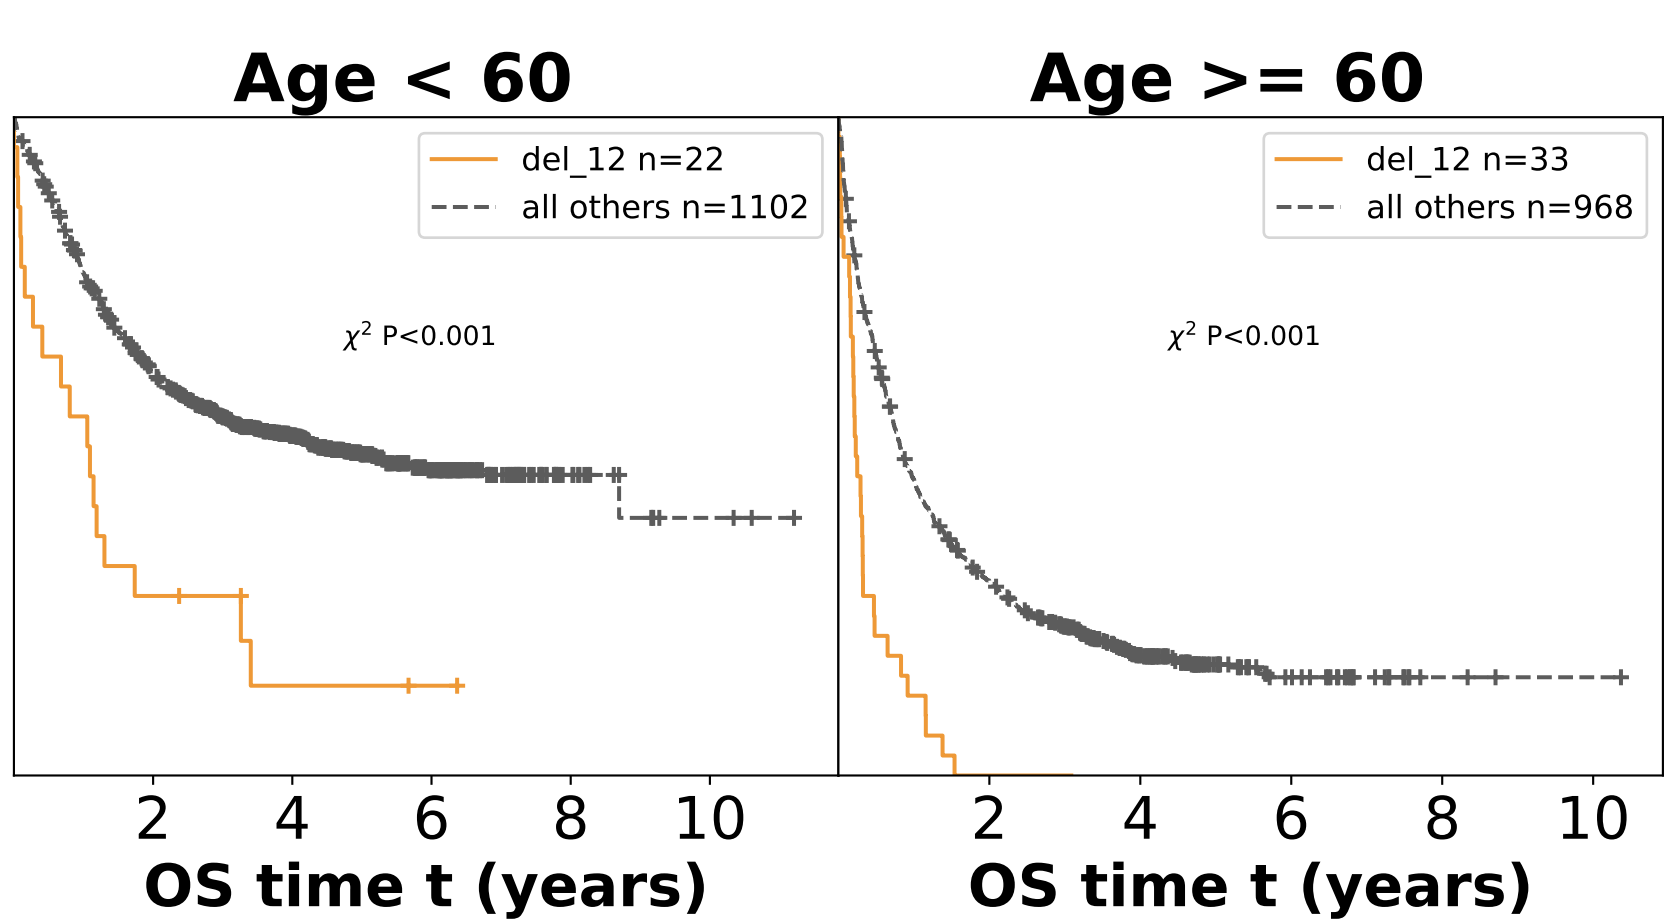 Age < 60
del_12 n=22
all others n=1102
χ² P<0.001
2 4 6 8 10
OS time t (years)
Age >= 60
del_12 n=33
all others n=968
χ² P<0.001
2 4 6 8 10
OS time t (years)